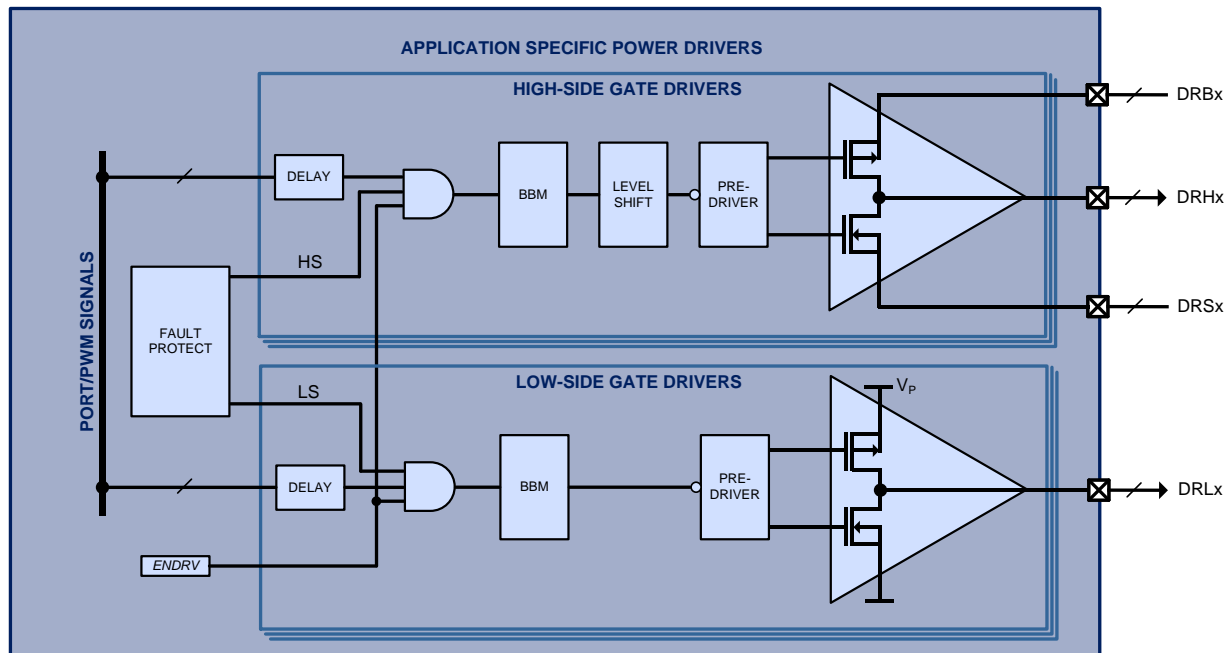 APPLICATION SPECIFIC POWER DRIVERS
HIGH-SIDE GATE DRIVERS
DRBx
DELAY
BBM
LEVEL
SHIFT
PRE-
DRIVER
DRHx
HS
PORT/PWM SIGNALS
FAULT
PROTECT
DRSx
LOW-SIDE GATE DRIVERS
LS
VP
DELAY
BBM
PRE-
DRIVER
DRLx
ENDRV